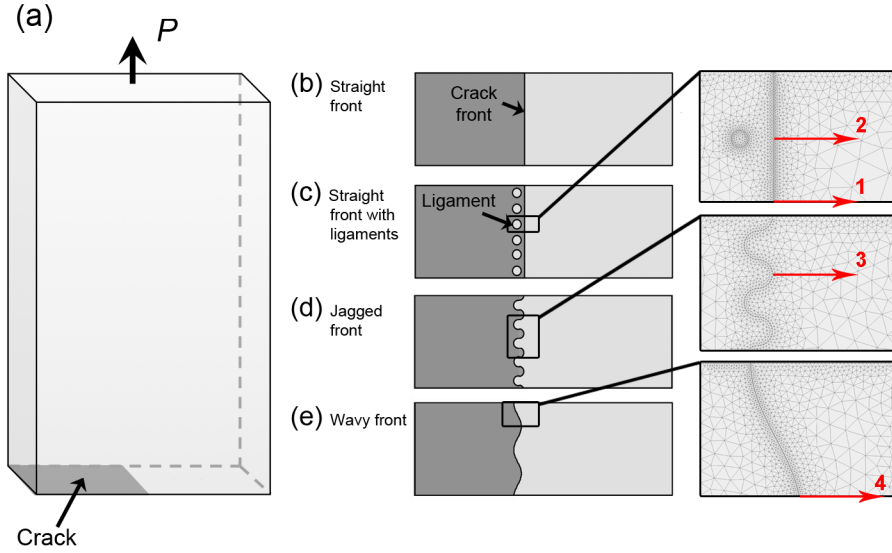 (a)
P
Crack
(b) Straight
front
Crack
front
(c) Straight
front with
ligaments
Ligament
(d) Jagged
front
(e) Wavy front
2
1
3
4